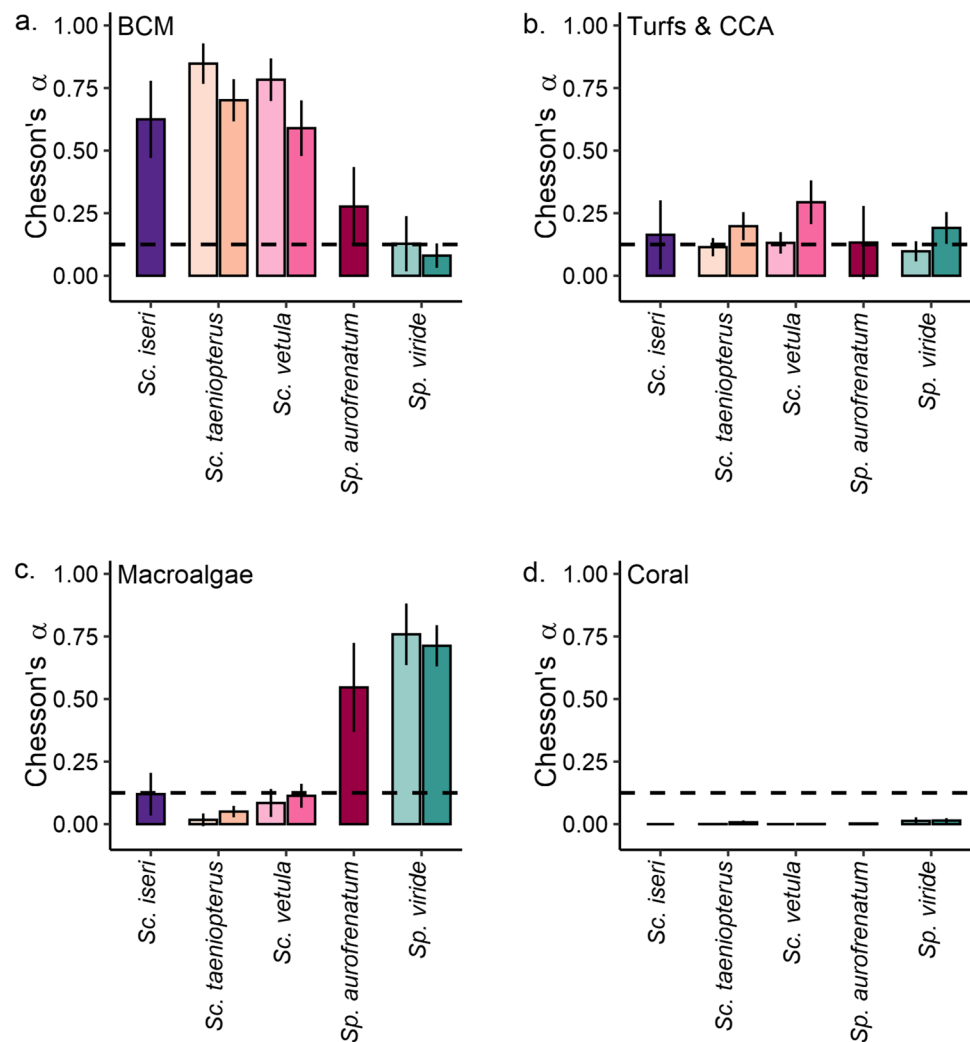 a.
BCM
Chesson's α
1.00
0.75
0.50
0.25
0.00
Sc. iseri
Sc. taeniopterus
Sc. vetula
Sp. aurofrenatum
Sp. viride
b.
Turfs & CCA
Chesson's α
1.00
0.75
0.50
0.25
0.00
Sc. iseri
Sc. taeniopterus
Sc. vetula
Sp. aurofrenatum
Sp. viride
c.
Macroalgae
Chesson's α
1.00
0.75
0.50
0.25
0.00
Sc. iseri
Sc. taeniopterus
Sc. vetula
Sp. aurofrenatum
Sp. viride
d.
Coral
Chesson's α
1.00
0.75
0.50
0.25
0.00
Sc. iseri
Sc. taeniopterus
Sc. vetula
Sp. aurofrenatum
Sp. viride